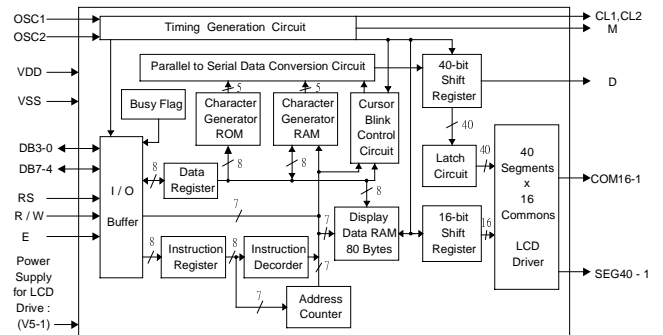 OSC1
OSC2
Timing Generation Circuit
CL1,CL2
M
VDD
VSS
Parallel to Serial Data Conversion Circuit
40-bit
Shift
Register
D
5
5
Busy Flag
Character
Generator
ROM
Character
Generator
RAM
Cursor
Blink
Control
Circuit
40
DB3-0
DB7-4
RS
R / W
E
I / O
Buffer
8
Data
Register
8
8
8
Latch
Circuit
40
40
Segments
x
16
Commons
LCD
Driver
COM16-1
7
7
Display
Data RAM
80 Bytes
16-bit
Shift
Register
16
8
Instruction
Register
8
Instruction
Decorder
7
7
Address
Counter
SEG40 - 1
Power
Supply
for LCD
Drive :
(V5-1)